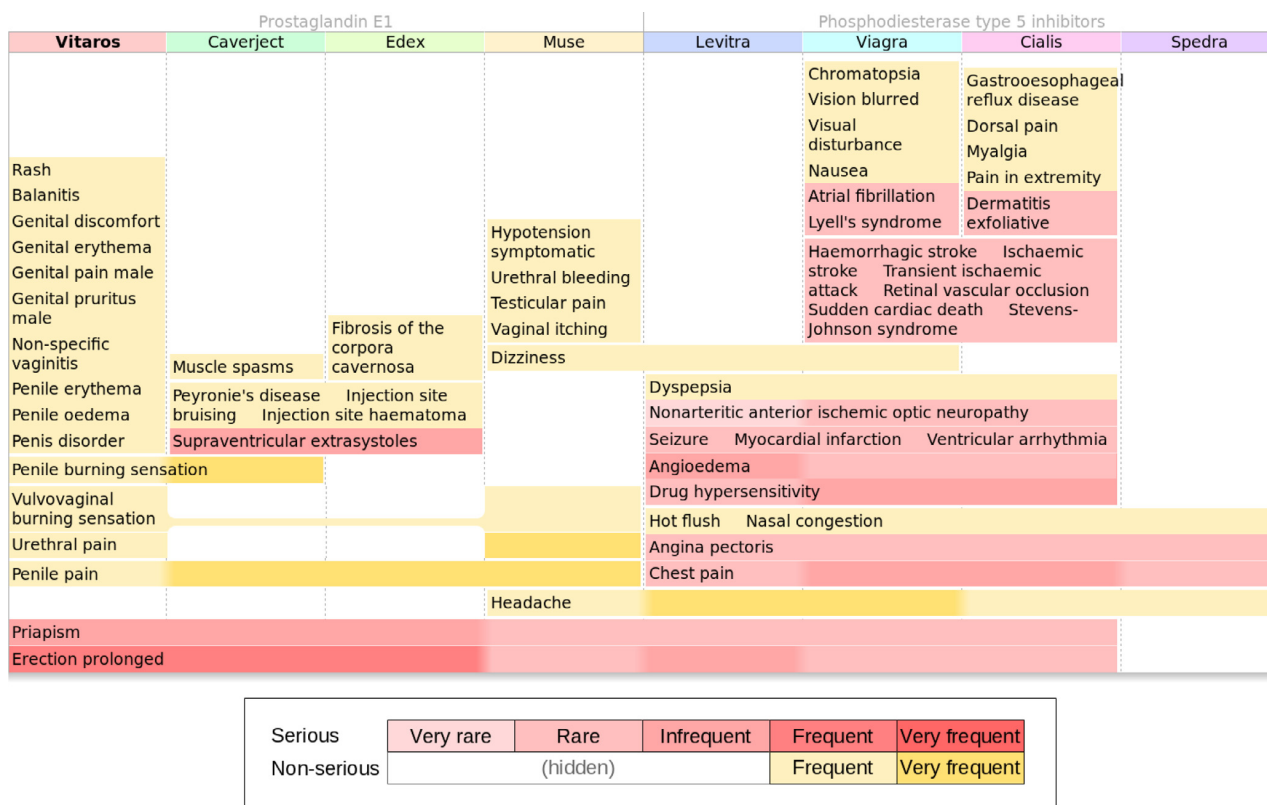 Prostaglandin E1
Phosphodiesterase type 5 inhibitors
Vitaros
Caverject
Edex
Muse
Levitra
Viagra
Cialis
Spedra
Rash
Balanitis
Genital discomfort
Genital erythema
Genital pain male
Genital pruritus
male
Non-specific
vaginitis
Penile erythema
Penile oedema
Penis disorder
Muscle spasms
Fibrosis of the
corpora
cavernosa
Peyronie's disease Injection site
bruising Injection site haematoma
Supraventricular extrasystoles
Hypotension
symptomatic
Urethral bleeding
Testicular pain
Vaginal itching
Chromatopsia
Vision blurred
Visual
disturbance
Nausea
Atrial fibrillation
Lyell's syndrome
Gastrooesophageal
reflux disease
Dorsal pain
Myalgia
Pain in extremity
Dermatitis
exfoliative
Haemorrhagic stroke Ischaemic
stroke Transient ischaemic
attack Retinal vascular occlusion
Sudden cardiac death Stevens-
Johnson syndrome
Dizziness
Dyspepsia
Nonarteritic anterior ischemic optic neuropathy
Seizure Myocardial infarction Ventricular arrhythmia
Angioedema
Drug hypersensitivity
Penile burning sensation
Vulvovaginal
burning sensation
Hot flush Nasal congestion
Urethral pain
Angina pectoris
Penile pain
Chest pain
Headache
Priapism
Erection prolonged
Serious
Very rare
Rare
Infrequent
Frequent
Very frequent
Non-serious
(hidden)
Frequent
Very frequent